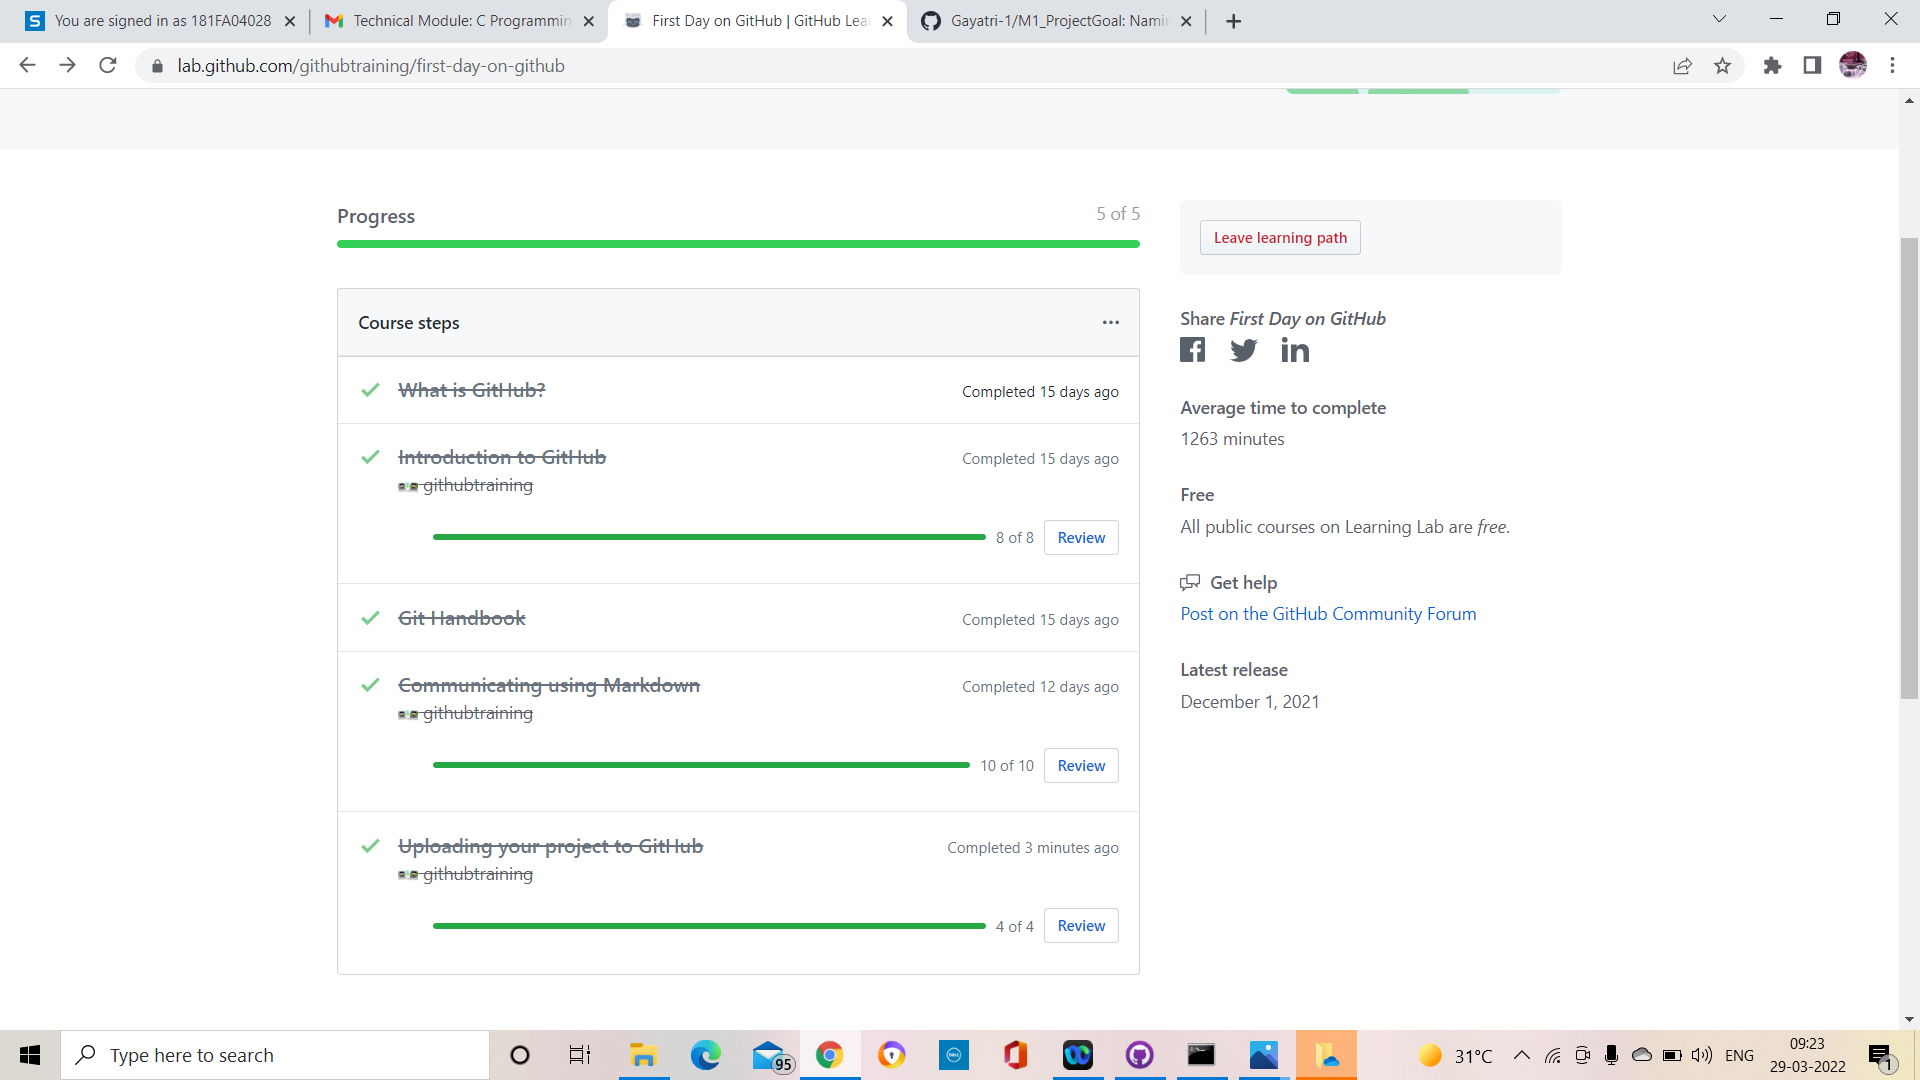 You are signed in as 181FA04028
Technical Module: C Programmin
First Day on GitHub | GitHub Lea
Gayatri-1/M1_ProjectGoal: Namin
lab.github.com/githubtraining/first-day-on-github
Progress
5 of 5
Leave learning path
Course steps
What is GitHub?
Completed 15 days ago
Introduction to GitHub
Completed 15 days ago
githubtraining
8 of 8
Review
Git Handbook
Completed 15 days ago
Communicating using Markdown
Completed 12 days ago
githubtraining
10 of 10
Review
Uploading your project to GitHub
Completed 3 minutes ago
githubtraining
4 of 4
Review
Share First Day on GitHub
Average time to complete
1263 minutes
Free
All public courses on Learning Lab are free.
Get help
Post on the GitHub Community Forum
Latest release
December 1, 2021
Type here to search
95
DELL
31°C
ENG
09:23
29-03-2022
1